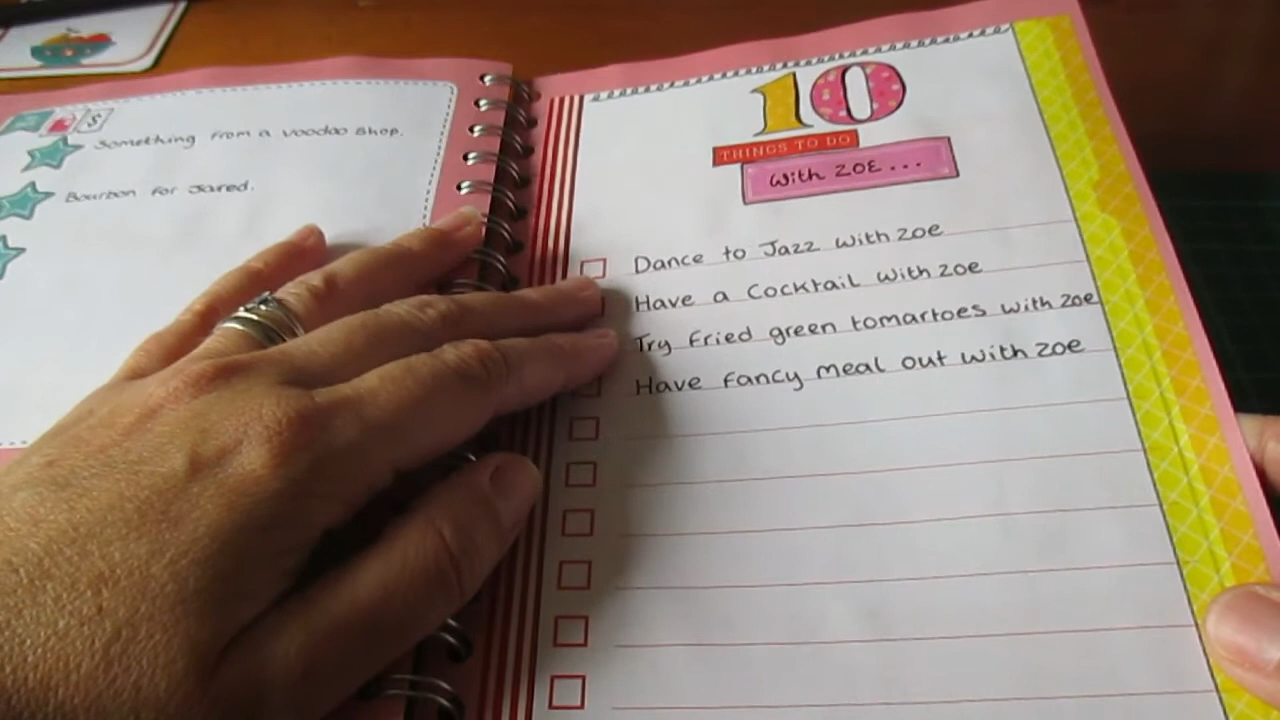 $
Something from a Voodoo Shop.
Bourbon for Jared.
10
THINGS TO DO
With ZOE...
Dance to Jazz with zoe
Have a Cocktail with zoe
Try Fried green tomartoes with zoe
Have fancy meal out with zoe